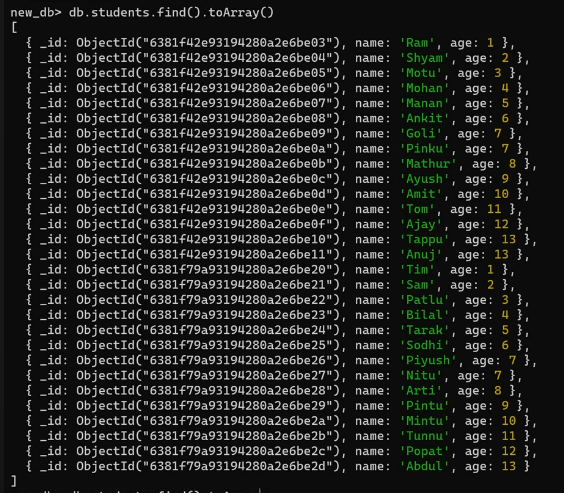 new_db> db.students.find().toArray()
[
  { _id: ObjectId("6381f42e93194280a2e6be03"), name: 'Ram', age: 1 },
  { _id: ObjectId("6381f42e93194280a2e6be04"), name: 'Shyam', age: 2 },
  { _id: ObjectId("6381f42e93194280a2e6be05"), name: 'Motu', age: 3 },
  { _id: ObjectId("6381f42e93194280a2e6be06"), name: 'Mohan', age: 4 },
  { _id: ObjectId("6381f42e93194280a2e6be07"), name: 'Manan', age: 5 },
  { _id: ObjectId("6381f42e93194280a2e6be08"), name: 'Ankit', age: 6 },
  { _id: ObjectId("6381f42e93194280a2e6be09"), name: 'Goli', age: 7 },
  { _id: ObjectId("6381f42e93194280a2e6be0a"), name: 'Pinku', age: 7 },
  { _id: ObjectId("6381f42e93194280a2e6be0b"), name: 'Mathur', age: 8 },
  { _id: ObjectId("6381f42e93194280a2e6be0c"), name: 'Ayush', age: 9 },
  { _id: ObjectId("6381f42e93194280a2e6be0d"), name: 'Amit', age: 10 },
  { _id: ObjectId("6381f42e93194280a2e6be0e"), name: 'Tom', age: 11 },
  { _id: ObjectId("6381f42e93194280a2e6be0f"), name: 'Ajay', age: 12 },
  { _id: ObjectId("6381f42e93194280a2e6be10"), name: 'Tappu', age: 13 },
  { _id: ObjectId("6381f42e93194280a2e6be11"), name: 'Anuj', age: 13 },
  { _id: ObjectId("6381f79a93194280a2e6be20"), name: 'Tim', age: 1 },
  { _id: ObjectId("6381f79a93194280a2e6be21"), name: 'Sam', age: 2 },
  { _id: ObjectId("6381f79a93194280a2e6be22"), name: 'Patlu', age: 3 },
  { _id: ObjectId("6381f79a93194280a2e6be23"), name: 'Bilal', age: 4 },
  { _id: ObjectId("6381f79a93194280a2e6be24"), name: 'Tarak', age: 5 },
  { _id: ObjectId("6381f79a93194280a2e6be25"), name: 'Sodhi', age: 6 },
  { _id: ObjectId("6381f79a93194280a2e6be26"), name: 'Piyush', age: 7 },
  { _id: ObjectId("6381f79a93194280a2e6be27"), name: 'Nitu', age: 7 },
  { _id: ObjectId("6381f79a93194280a2e6be28"), name: 'Arti', age: 8 },
  { _id: ObjectId("6381f79a93194280a2e6be29"), name: 'Pintu', age: 9 },
  { _id: ObjectId("6381f79a93194280a2e6be2a"), name: 'Mintu', age: 10 },
  { _id: ObjectId("6381f79a93194280a2e6be2b"), name: 'Tunnu', age: 11 },
  { _id: ObjectId("6381f79a93194280a2e6be2c"), name: 'Popat', age: 12 },
  { _id: ObjectId("6381f79a93194280a2e6be2d"), name: 'Abdul', age: 13 }
]